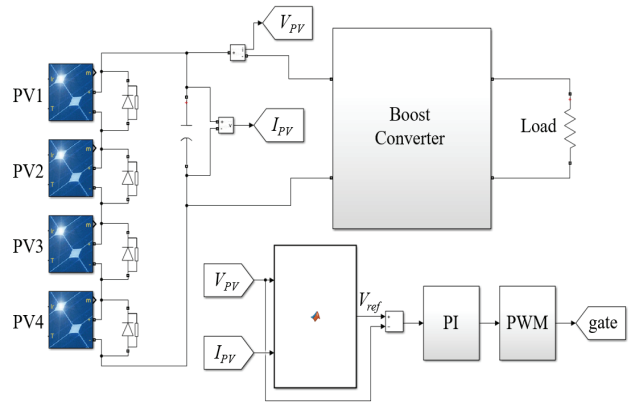 V_PV
PV1
m
T
Boost
Converter
I_PV
Load
PV2
m
T
PV3
m
T
PV4
m
T
V_PV
V_ref
I_PV
PI
PWM
gate